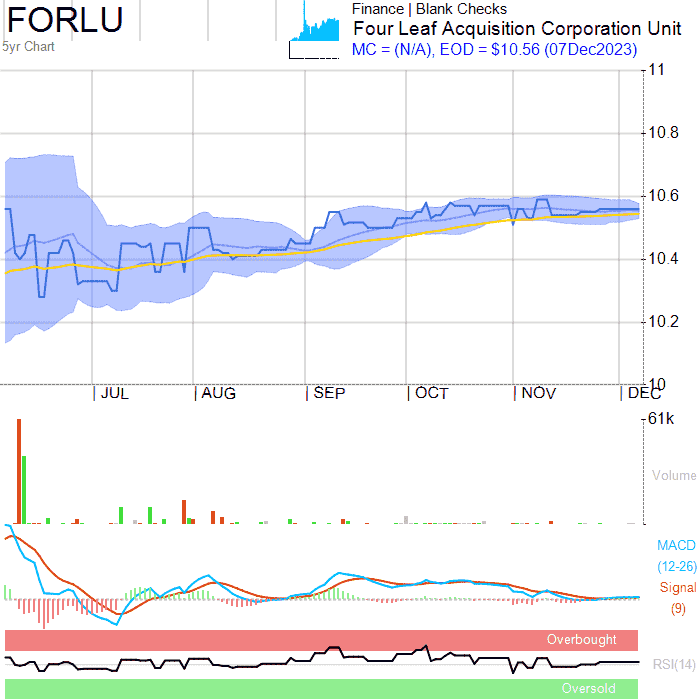 FORLU
5yr Chart
Finance | Blank Checks
Four Leaf Acquisition Corporation Unit
MC = (N/A), EOD = $10.56 (07Dec2023)
11
10.8
10.6
10.4
10.2
10
JUL
AUG
SEP
OCT
NOV
DEC
61k
Volume
MACD
(12-26)
Signal
(9)
Overbought
RSI(14)
Oversold